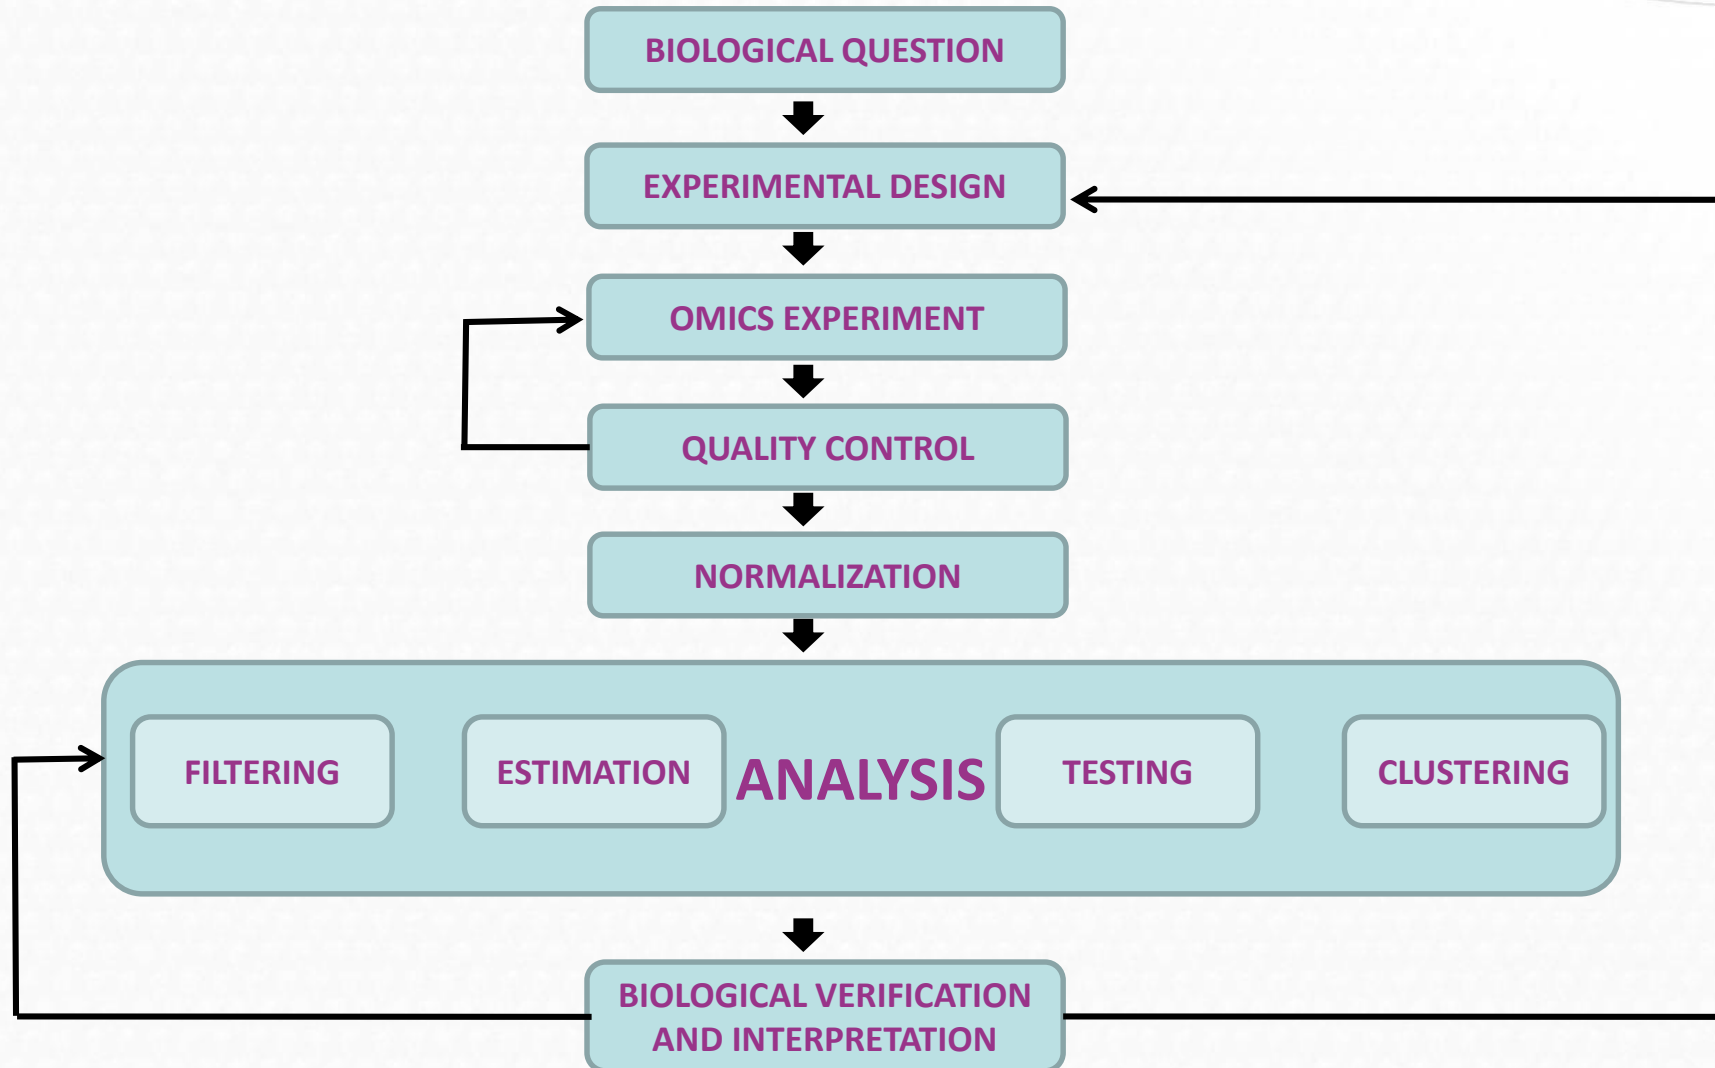 BIOLOGICAL QUESTION
EXPERIMENTAL DESIGN
OMICS EXPERIMENT
QUALITY CONTROL
NORMALIZATION
FILTERING
ESTIMATION
ANALYSIS
TESTING
CLUSTERING
BIOLOGICAL VERIFICATION
AND INTERPRETATION